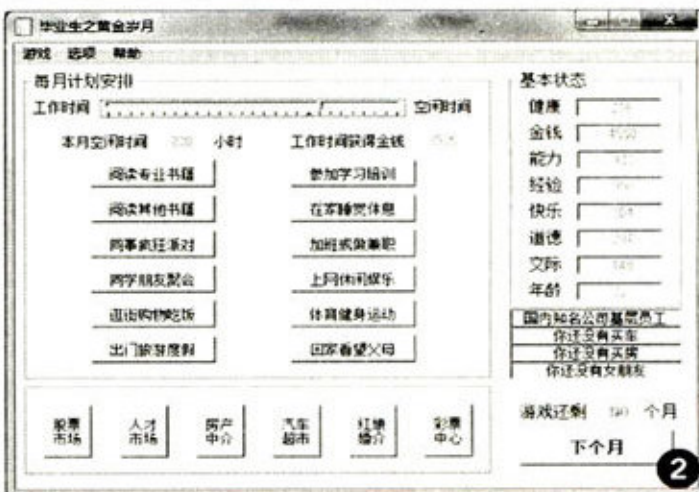 毕业生之黄金岁月
游戏 选项 帮助
每月计划安排
工作时间 空闲时间
本月空闲时间 小时 工作时间获得金钱
阅读专业书籍 参加学习培训
阅读其他书籍 在家睡觉休息
同事疯狂派对 加班或做兼职
同学朋友聚会 上网休闲娱乐
逛街购物吃饭 体育健身运动
出门旅游度假 回家看望父母
股票市场 人才市场 房产中介 汽车超市 红娘婚介 彩票中心
基本状态
健康
金钱
能力
经验
快乐
道德
交际
年龄
国内知名公司基层员工
你还没有买车
你还没有买房
你还没有女朋友
游戏还剩 个月
下个月
2